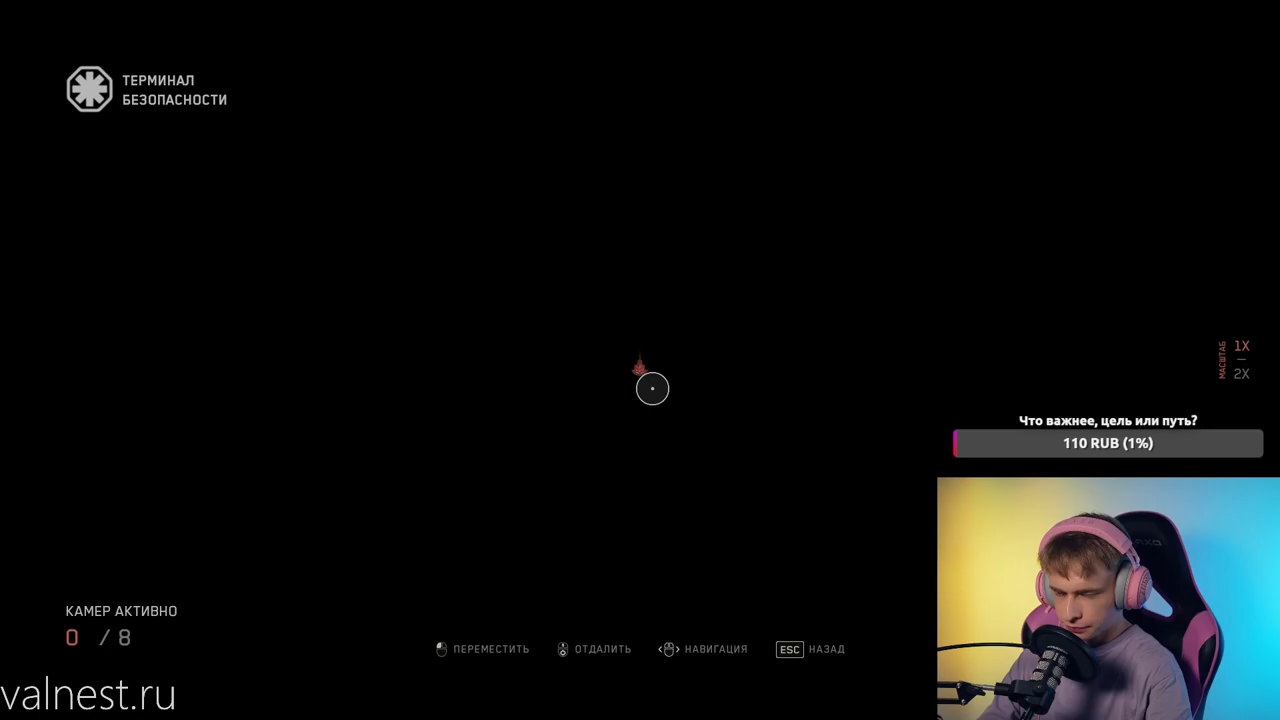 ТЕРМИНАЛ
БЕЗОПАСНОСТИ
МАСШТАБ
1X
2X
Что важнее, цель или путь?
110 RUB (1%)
КАМЕР АКТИВНО
0 / 8
ПЕРЕМЕСТИТЬ ОТДАЛИТЬ НАВИГАЦИЯ ESC НАЗАД
valnest.ru